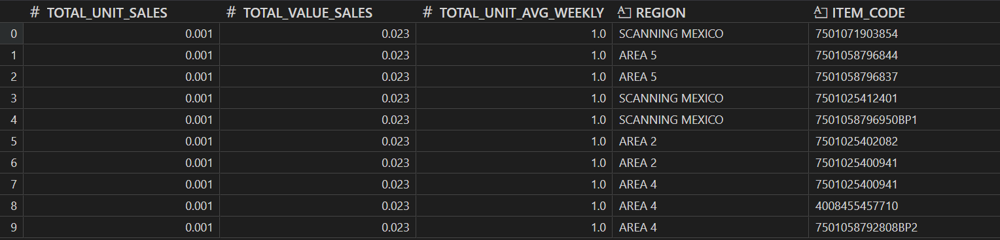 # TOTAL_UNIT_SALES # TOTAL_VALUE_SALES # TOTAL_UNIT_AVG_WEEKLY A REGION A ITEM_CODE
0 0.001 0.023 1.0 SCANNING MEXICO 7501071903854
1 0.001 0.023 1.0 AREA 5 7501058796844
2 0.001 0.023 1.0 AREA 5 7501058796837
3 0.001 0.023 1.0 SCANNING MEXICO 7501025412401
4 0.001 0.023 1.0 SCANNING MEXICO 7501058796950BP1
5 0.001 0.023 1.0 AREA 2 7501025402082
6 0.001 0.023 1.0 AREA 2 7501025400941
7 0.001 0.023 1.0 AREA 4 7501025400941
8 0.001 0.023 1.0 AREA 4 4008455457710
9 0.001 0.023 1.0 AREA 4 7501058792808BP2